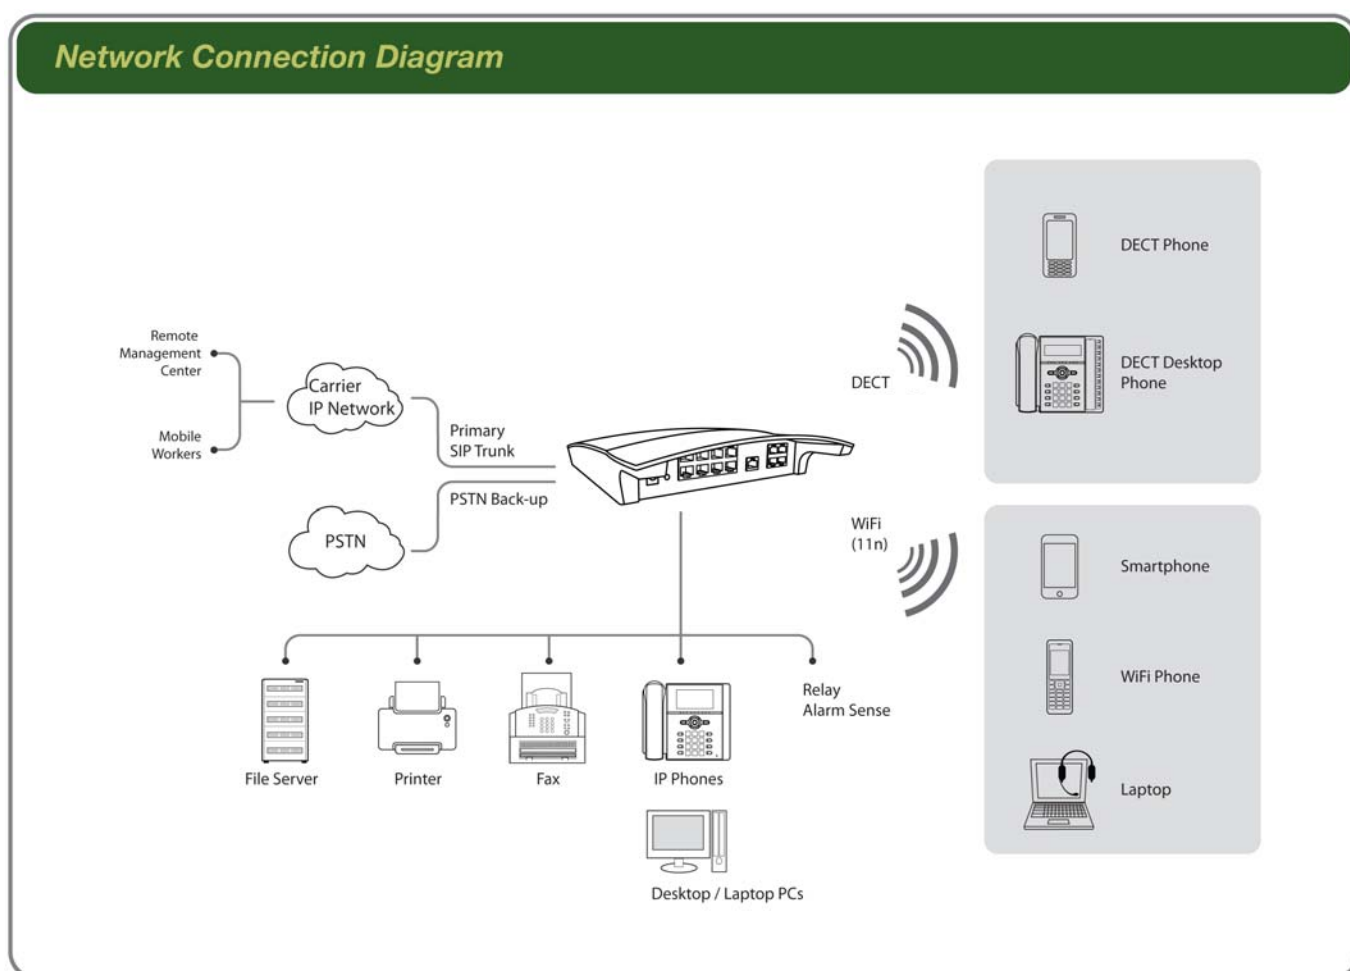 Network Connection Diagram
Remote
Management
Center
Mobile
Workers
Carrier
IP Network
PSTN
Primary
SIP Trunk
PSTN Back-up
DECT
WiFi
(11n)
DECT Phone
DECT Desktop
Phone
Smartphone
WiFi Phone
Laptop
File Server
Printer
Fax
IP Phones
Relay
Alarm Sense
Desktop / Laptop PCs